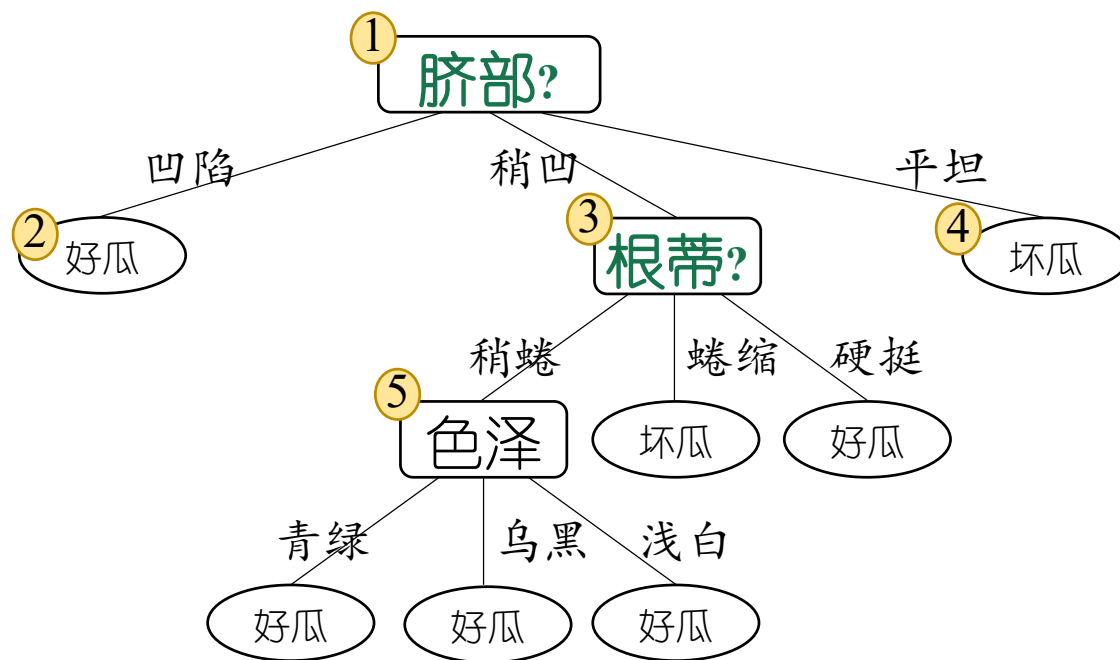 1
脐部?
凹陷
稍凹
平坦
2
好瓜
3
根蒂?
4
坏瓜
稍蜷
蜷缩
硬挺
5
色泽
坏瓜
好瓜
青绿
乌黑
浅白
好瓜
好瓜
好瓜